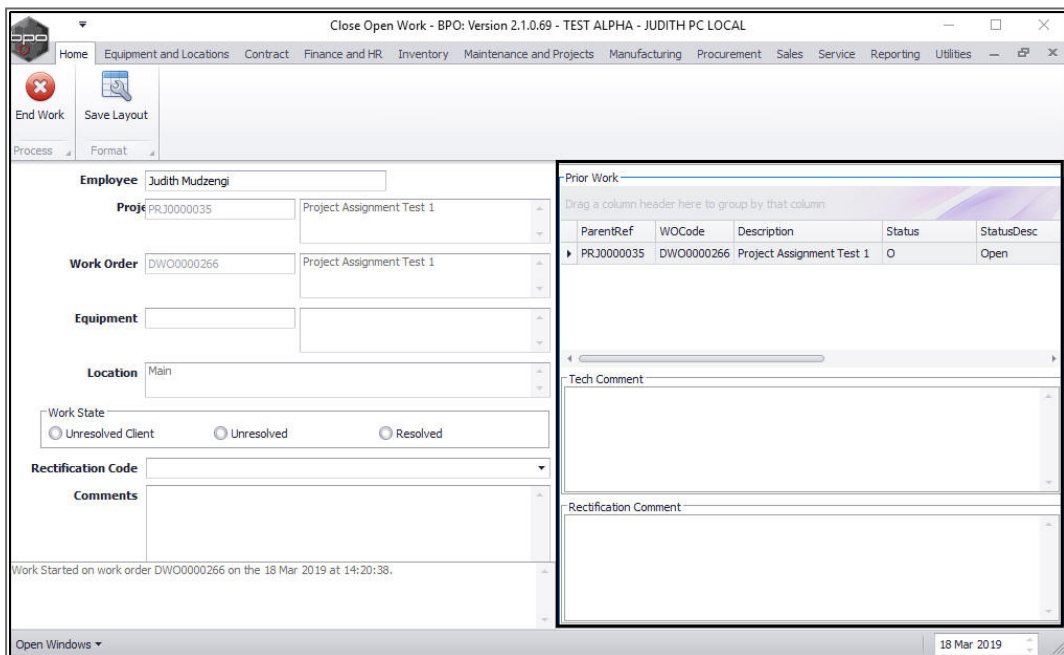 Close Open Work - BPO: Version 2.1.0.69 - TEST ALPHA - JUDITH PC LOCAL
bpo
Home Equipment and Locations Contract Finance and HR Inventory Maintenance and Projects Manufacturing Procurement Sales Service Reporting Utilities
End Work Save Layout
Process Format
Employee Judith Mudzengi
Proje PRJ0000035 Project Assignment Test 1
Work Order DWO0000266 Project Assignment Test 1
Equipment
Location Main
Work State
Unresolved Client Unresolved Resolved
Rectification Code
Comments
Work Started on work order DWO0000266 on the 18 Mar 2019 at 14:20:38.
Prior Work
Drag a column header here to group by that column
ParentRef WOCode Description Status StatusDesc
PRJ0000035 DWO0000266 Project Assignment Test 1 O Open
Tech Comment
Rectification Comment
Open Windows 18 Mar 2019